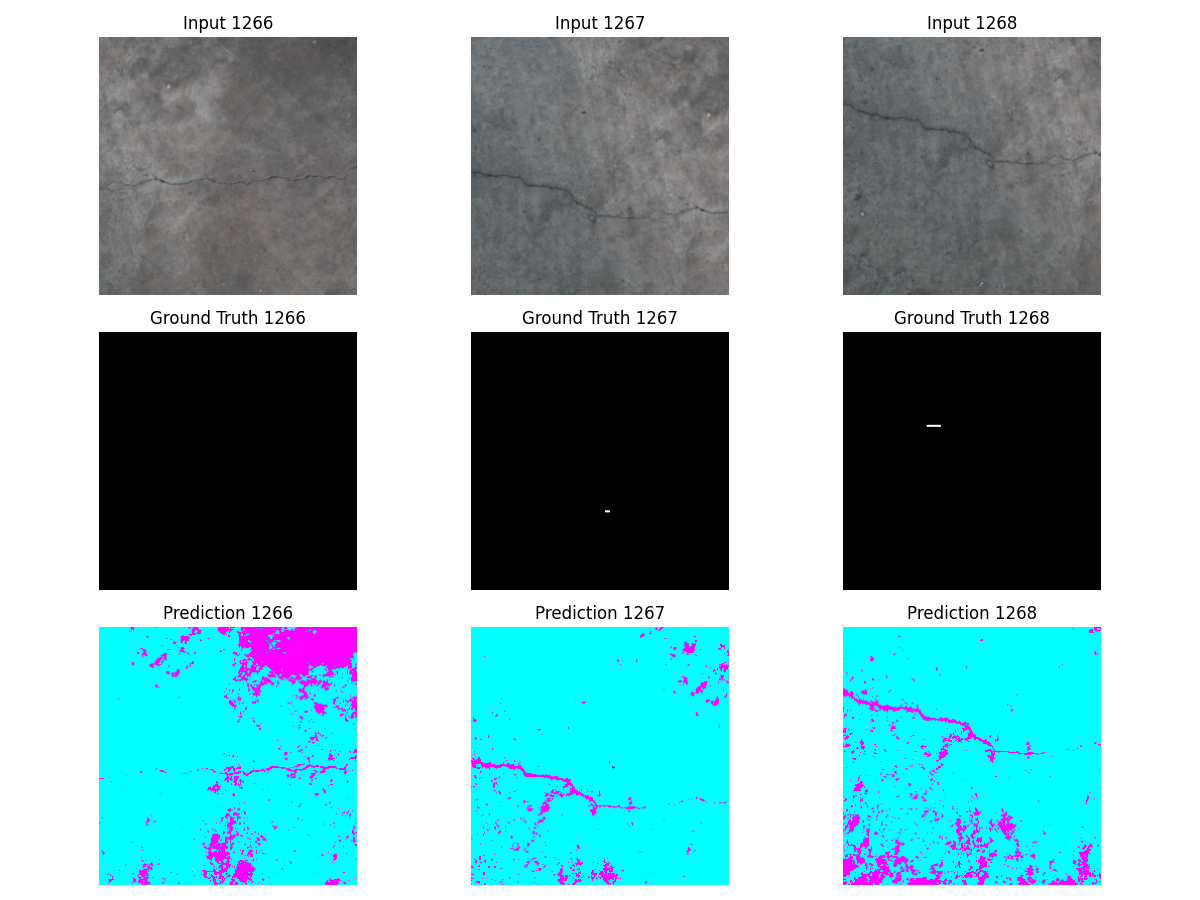 Input 1266
Input 1267
Input 1268
Ground Truth 1266
Ground Truth 1267
Ground Truth 1268
Prediction 1266
Prediction 1267
Prediction 1268